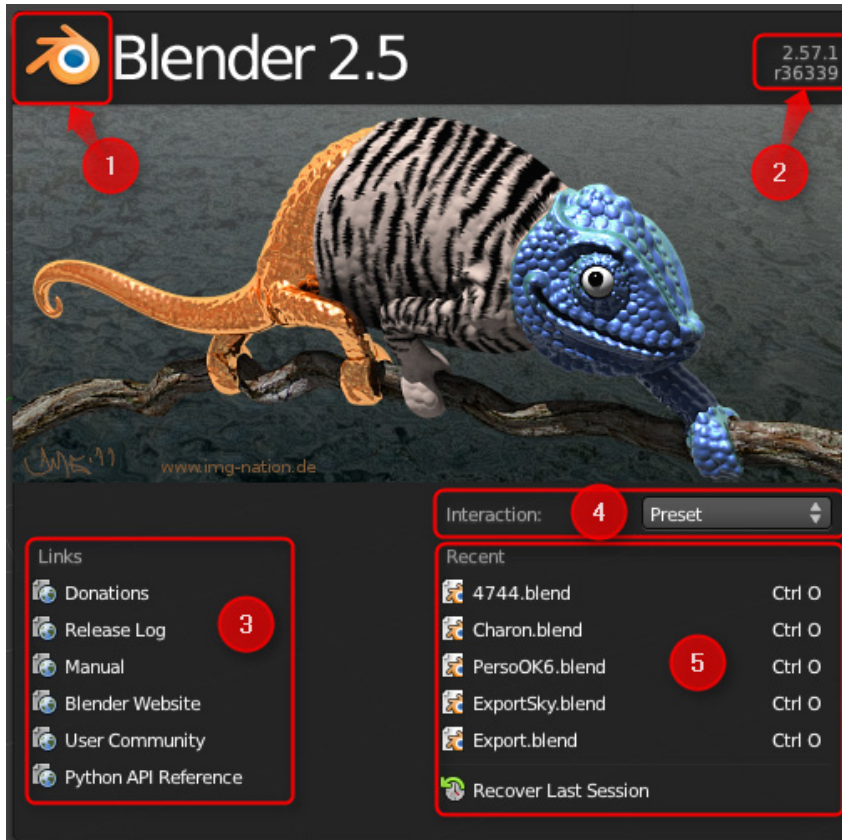 Blender 2.5
2.57.1
r36339
1
2
www.img-nation.de
Interaction:
4
Preset
Links
Donations
Release Log
3
Manual
Blender Website
User Community
Python API Reference
Recent
4744.blend Ctrl O
Charon.blend Ctrl O
PersoOK6.blend Ctrl O
5
ExportSky.blend Ctrl O
Export.blend Ctrl O
Recover Last Session